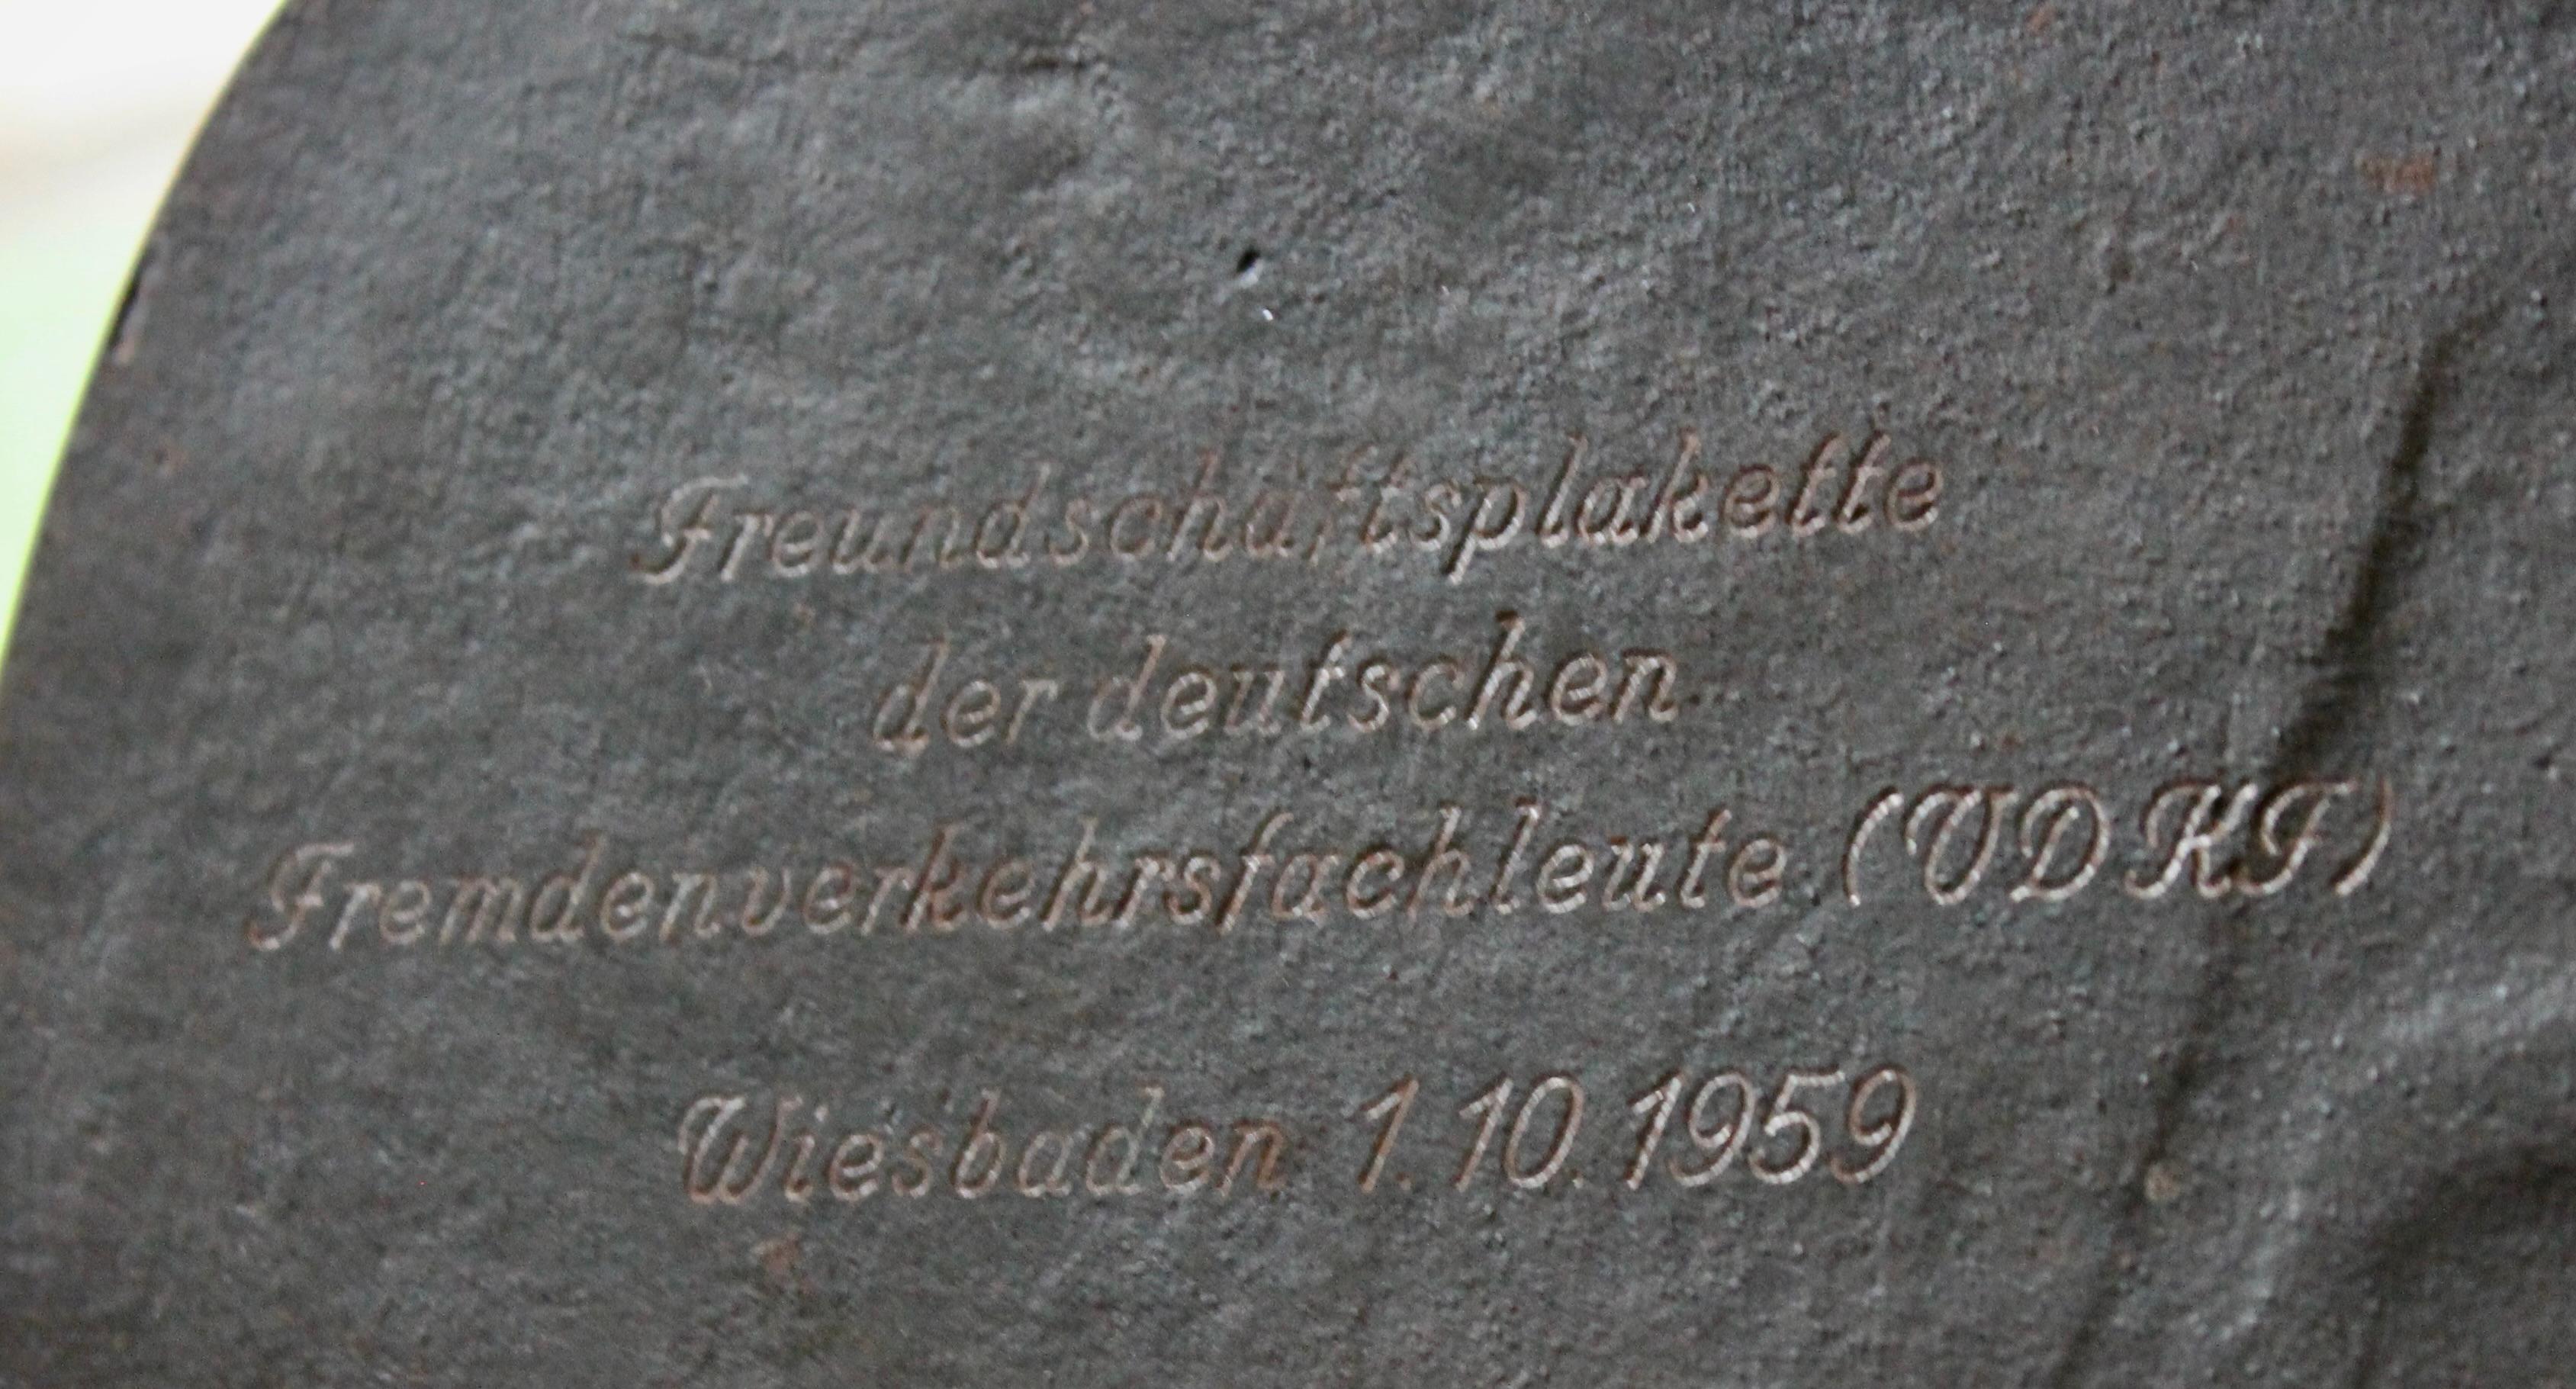 Freundschaftsplakette
der deutschen
Fremdenverkehrsfachleute (VDKF)
Wiesbaden 1.10.1959